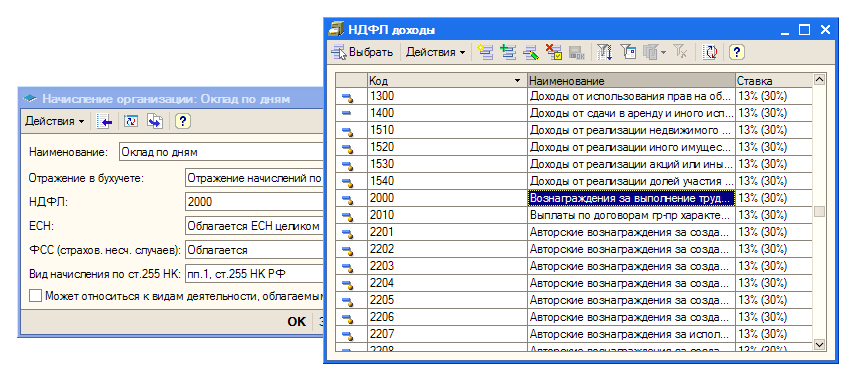 НДФЛ доходы
Выбрать Действия ?
Код Наименование Ставка
1300 Доходы от использования прав на об... 13% (30%)
1400 Доходы от сдачи в аренду и иного исп... 13% (30%)
1510 Доходы от реализации недвижимого ... 13% (30%)
1520 Доходы от реализации иного имущес... 13% (30%)
1530 Доходы от реализации акций или ины... 13% (30%)
1540 Доходы от реализации долей участия ... 13% (30%)
2000 Вознаграждения за выполнение труд... 13% (30%)
2010 Выплаты по договорам гр-пр характе... 13% (30%)
2201 Авторские вознаграждения за созда... 13% (30%)
2202 Авторские вознаграждения за созда... 13% (30%)
2203 Авторские вознаграждения за созда... 13% (30%)
2204 Авторские вознаграждения за созда... 13% (30%)
2205 Авторские вознаграждения за созда... 13% (30%)
2206 Авторские вознаграждения за созда... 13% (30%)
2207 Авторские вознаграждения за испол... 13% (30%)
2208 Авторские вознаграждения за созда... 13% (30%)
Начисление организации: Оклад по дням
Действия ?
Наименование: Оклад по дням
Отражение в бухучете: Отражение начислений по
НДФЛ: 2000
ЕСН: Облагается ЕСН целиком
ФСС (страхов. несч. случаев): Облагается
Вид начисления по ст.255 НК: пп.1, ст.255 НК РФ
Может относиться к видам деятельности, облагаемы
OK